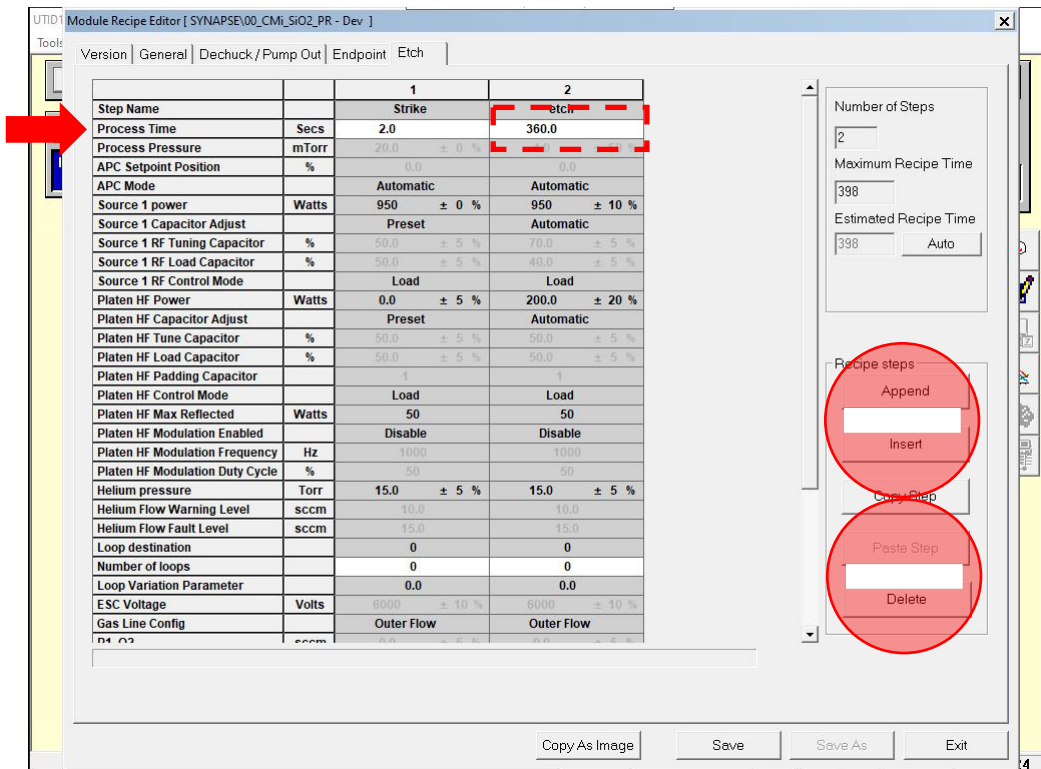 UTID1
Module Recipe Editor [ SYNAPSE\00_CMi_SiO2_PR - Dev ]
Tools
Version General Dechuck / Pump Out Endpoint Etch
1 2
Step Name Strike etch
Process Time Secs 2.0 360.0
Process Pressure mTorr 20.0 ± 0 %
APC Setpoint Position % 0.0 0.0
APC Mode Automatic Automatic
Source 1 power Watts 950 ± 0 % 950 ± 10 %
Source 1 Capacitor Adjust Preset Automatic
Source 1 RF Tuning Capacitor % 50.0 ± 5 % 70.0 ± 5 %
Source 1 RF Load Capacitor % 50.0 ± 5 % 40.0 ± 5 %
Source 1 RF Control Mode Load Load
Platen HF Power Watts 0.0 ± 5 % 200.0 ± 20 %
Platen HF Capacitor Adjust Preset Automatic
Platen HF Tune Capacitor % 50.0 ± 5 % 50.0 ± 5 %
Platen HF Load Capacitor % 50.0 ± 5 % 50.0 ± 5 %
Platen HF Padding Capacitor 1 1
Platen HF Control Mode Load Load
Platen HF Max Reflected Watts 50 50
Platen HF Modulation Enabled Disable Disable
Platen HF Modulation Frequency Hz 1000 1000
Platen HF Modulation Duty Cycle % 50 50
Helium pressure Torr 15.0 ± 5 % 15.0 ± 5 %
Helium Flow Warning Level sccm 10.0 10.0
Helium Flow Fault Level sccm 15.0 15.0
Loop destination 0 0
Number of loops 0 0
Loop Variation Parameter 0.0 0.0
ESC Voltage Volts 6000 ± 10 % 6000 ± 10 %
Gas Line Config Outer Flow Outer Flow
Number of Steps
2
Maximum Recipe Time
398
Estimated Recipe Time
398 Auto
Recipe steps
Append
Insert
Copy Step
Paste Step
Delete
Copy As Image Save Save As Exit